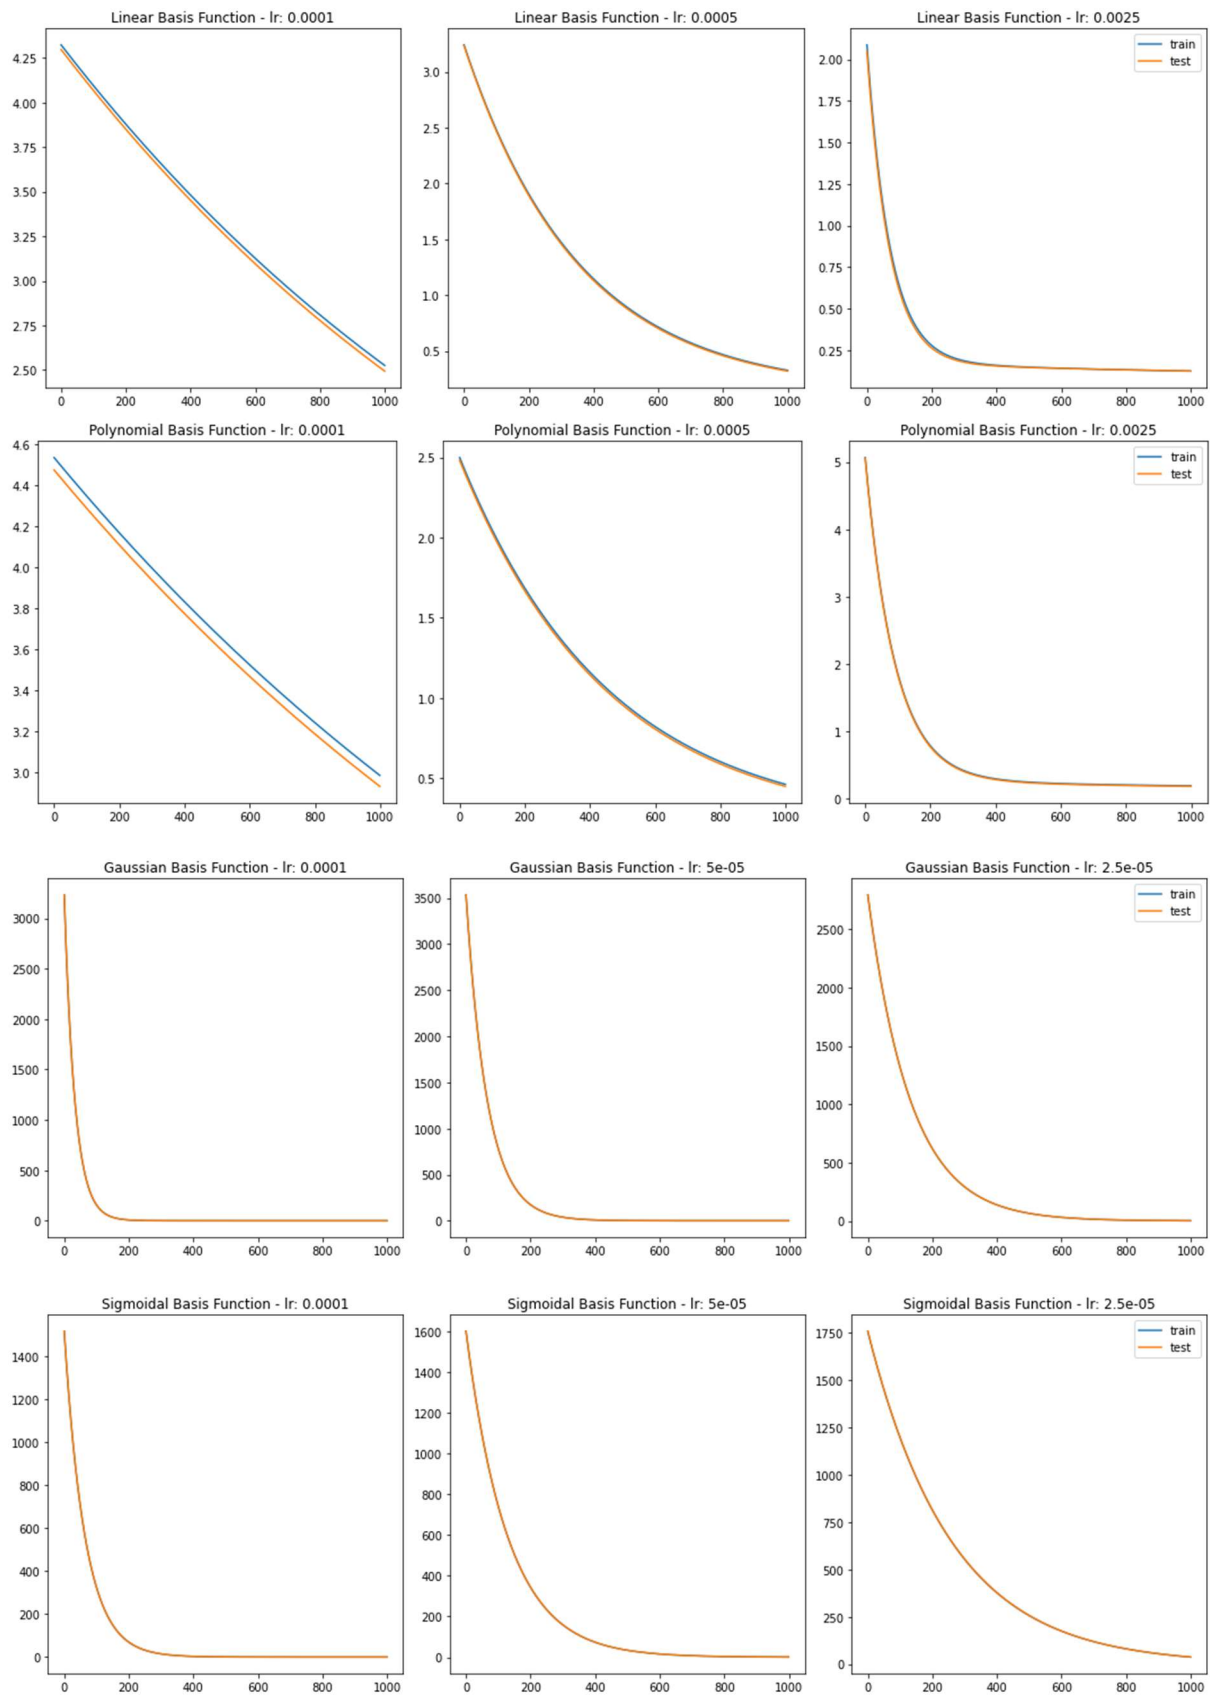 Linear Basis Function - lr: 0.0001
4.25
4.00
3.75
3.50
3.25
3.00
2.75
2.50
0 200 400 600 800 1000
Linear Basis Function - lr: 0.0005
3.0
2.5
2.0
1.5
1.0
0.5
0 200 400 600 800 1000
Linear Basis Function - lr: 0.0025
train
test
2.00
1.75
1.50
1.25
1.00
0.75
0.50
0.25
0 200 400 600 800 1000
Polynomial Basis Function - lr: 0.0001
4.6
4.4
4.2
4.0
3.8
3.6
3.4
3.2
3.0
0 200 400 600 800 1000
Polynomial Basis Function - lr: 0.0005
2.5
2.0
1.5
1.0
0.5
0 200 400 600 800 1000
Polynomial Basis Function - lr: 0.0025
train
test
5
4
3
2
1
0
0 200 400 600 800 1000
Gaussian Basis Function - lr: 0.0001
3000
2500
2000
1500
1000
500
0
0 200 400 600 800 1000
Gaussian Basis Function - lr: 5e-05
3500
3000
2500
2000
1500
1000
500
0
0 200 400 600 800 1000
Gaussian Basis Function - lr: 2.5e-05
train
test
2500
2000
1500
1000
500
0
0 200 400 600 800 1000
Sigmoidal Basis Function - lr: 0.0001
1400
1200
1000
800
600
400
200
0
0 200 400 600 800 1000
Sigmoidal Basis Function - lr: 5e-05
1600
1400
1200
1000
800
600
400
200
0
0 200 400 600 800 1000
Sigmoidal Basis Function - lr: 2.5e-05
train
test
1750
1500
1250
1000
750
500
250
0
0 200 400 600 800 1000